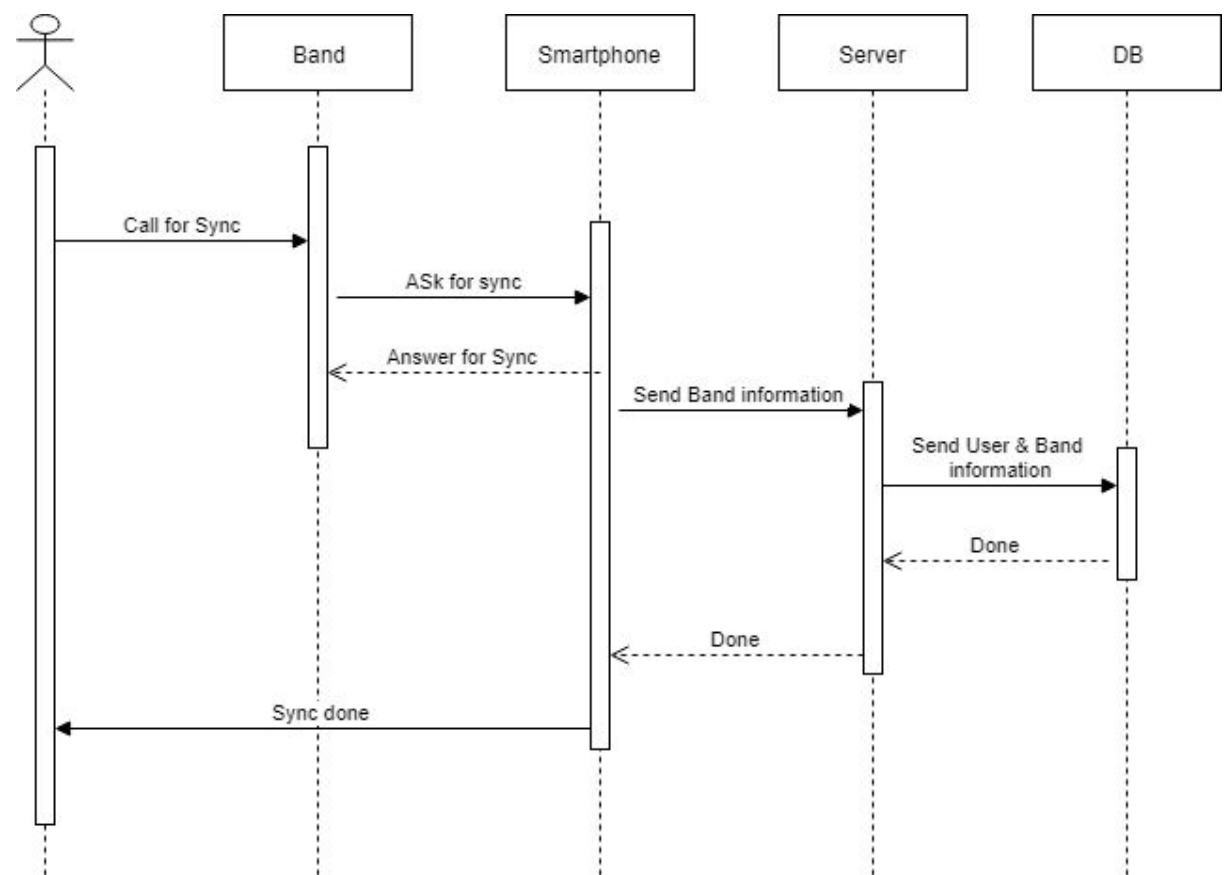 Band
Smartphone
Server
DB
Call for Sync
ASk for sync
Answer for Sync
Send Band information
Send User & Band
information
Done
Done
Sync done